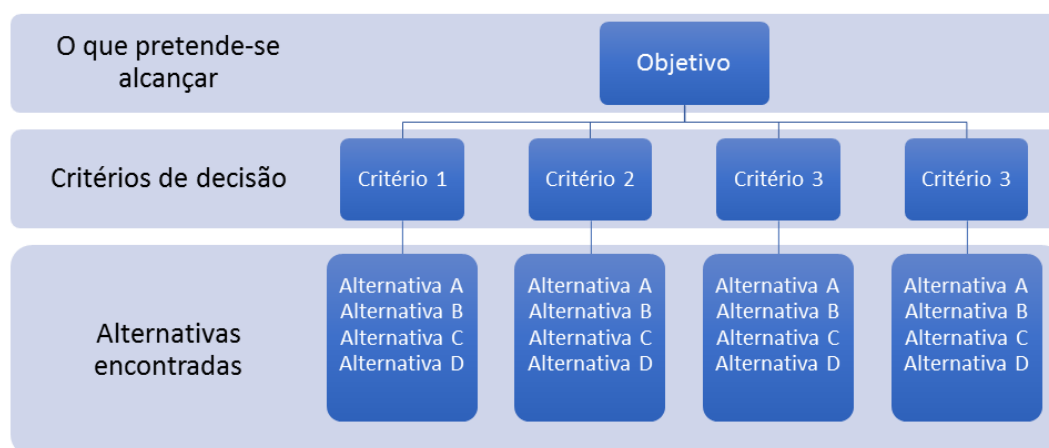 O que pretende-se
alcançar
Objetivo
Critérios de decisão
Critério 1
Critério 2
Critério 3
Critério 3
Alternativas
encontradas
Alternativa A
Alternativa B
Alternativa C
Alternativa D
Alternativa A
Alternativa B
Alternativa C
Alternativa D
Alternativa A
Alternativa B
Alternativa C
Alternativa D
Alternativa A
Alternativa B
Alternativa C
Alternativa D